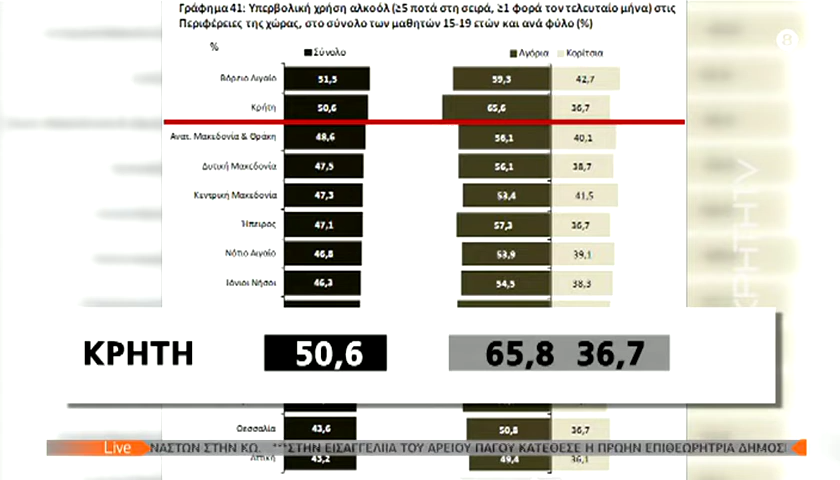 Γράφημα 41: Υπερβολική χρήση αλκοόλ (≥5 ποτά στη σειρά, ≥1 φορά τον τελευταίο μήνα) στις
Περιφέρειες της χώρας, στο σύνολο των μαθητών 15-19 ετών και ανά φύλο (%)
8
% Σύνολο Αγόρια Κορίτσια
Βόρειο Αιγαίο 51,5 59,3 42,7
Κρήτη 50,6 65,6 36,7
Ανατ. Μακεδονία & Θράκη 48,6 56,1 40,1
Δυτική Μακεδονία 47,5 56,1 38,7
Κεντρική Μακεδονία 47,3 53,4 41,5
Ήπειρος 47,1 57,3 36,7
Νότιο Αιγαίο 46,8 53,9 39,1
Ιόνιοι Νήσοι 46,3 54,5 38,3
ΚΡΗΤΗ 50,6 65,8 36,7
Θεσσαλία 43,6 50,8 36,7
Live ΝΑΣΤΩΝ ΣΤΗΝ ΚΩ. ***ΣΤΗΝ ΕΙΣΑΓΓΕΛΙΙΑ ΤΟΥ ΑΡΕΙΟΥ ΠΑΓΟΥ ΚΑΤΕΘΕΣΕ Η ΠΡΩΗΝ ΕΠΙΘΕΩΡΗΤΡΙΑ ΔΗΜΟΣΙ
Αττική 43,2 49,4 36,1
ΚΡΗΤΗTV